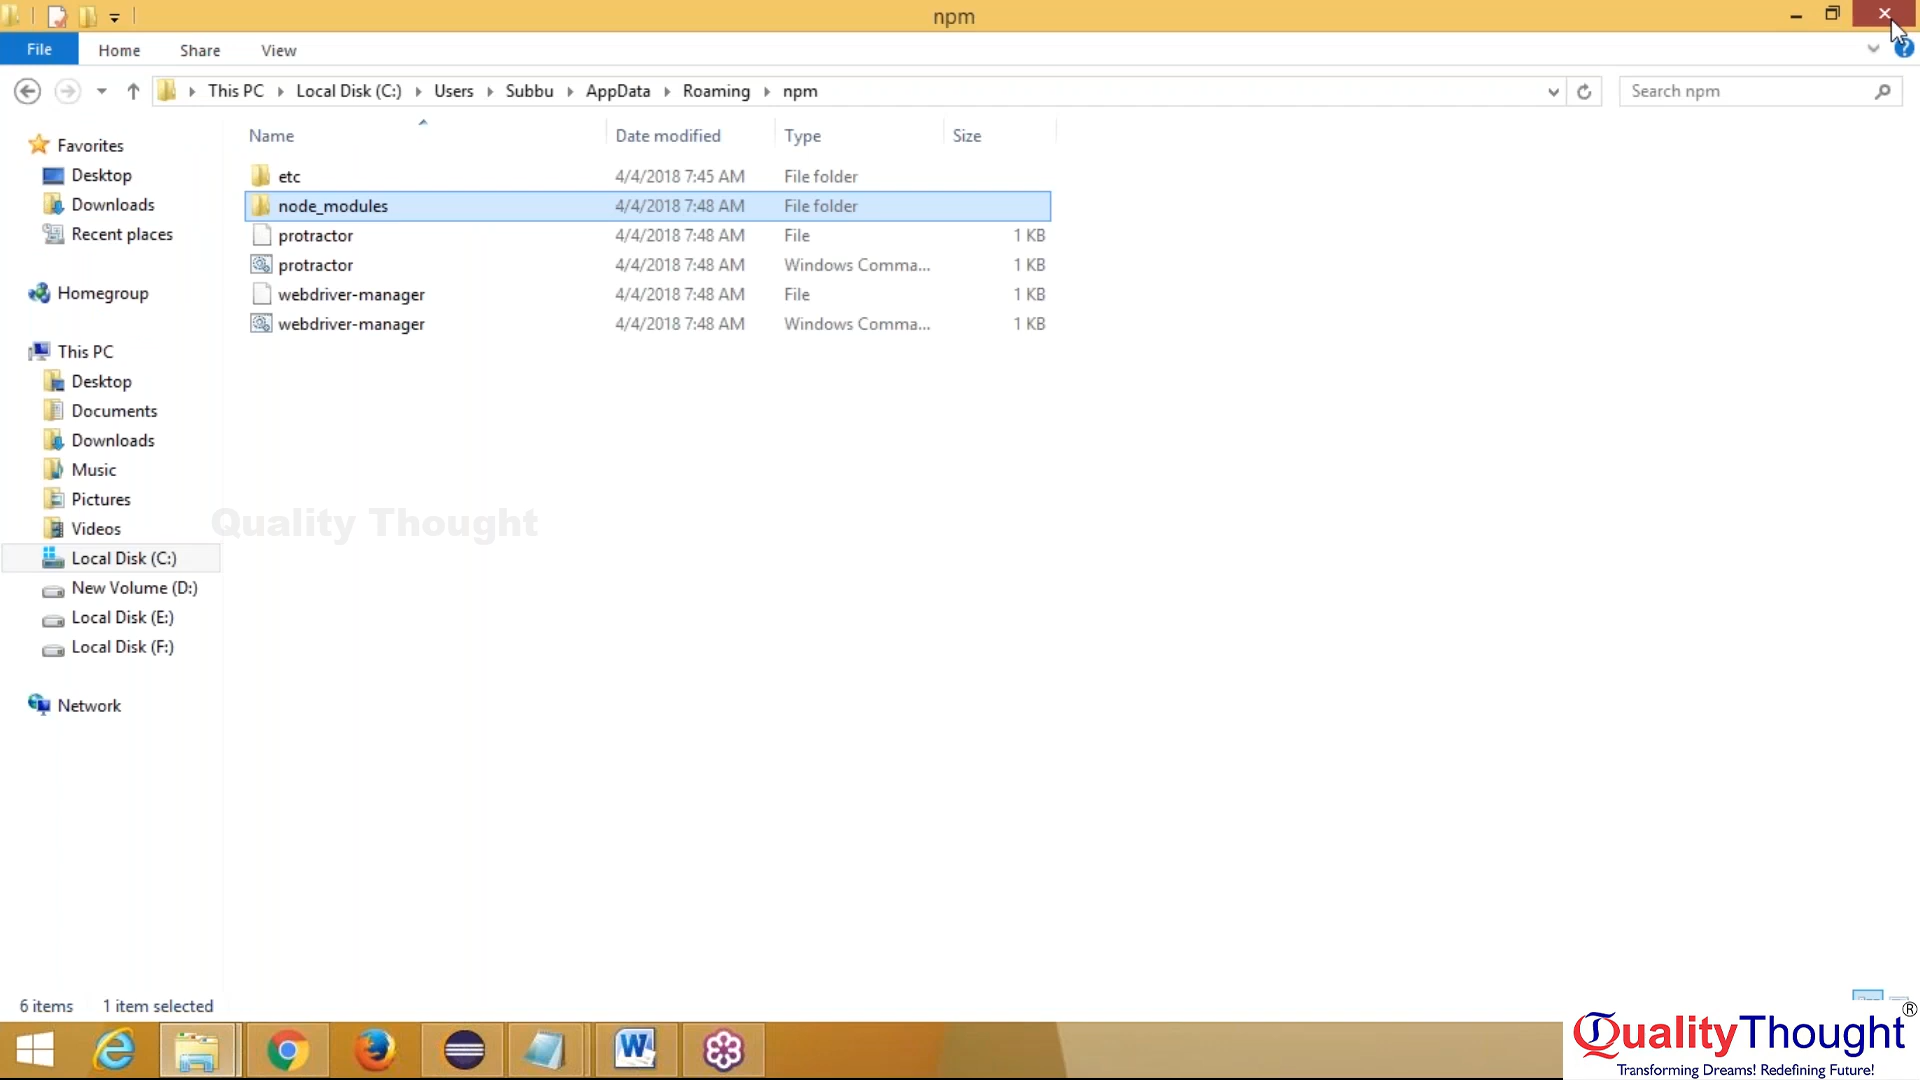 npm
File Home Share View
This PC Local Disk (C:) Users Subbu AppData Roaming npm
Search npm
Name Date modified Type Size
etc 4/4/2018 7:45 AM File folder
node_modules 4/4/2018 7:48 AM File folder
protractor 4/4/2018 7:48 AM File 1 KB
protractor 4/4/2018 7:48 AM Windows Comma... 1 KB
webdriver-manager 4/4/2018 7:48 AM File 1 KB
webdriver-manager 4/4/2018 7:48 AM Windows Comma... 1 KB
Favorites
Desktop
Downloads
Recent places
Homegroup
This PC
Desktop
Documents
Downloads
Music
Pictures
Videos
Local Disk (C:)
New Volume (D:)
Local Disk (E:)
Local Disk (F:)
Network
Quality Thought
6 items 1 item selected
QualityThought®
Transforming Dreams! Redefining Future!